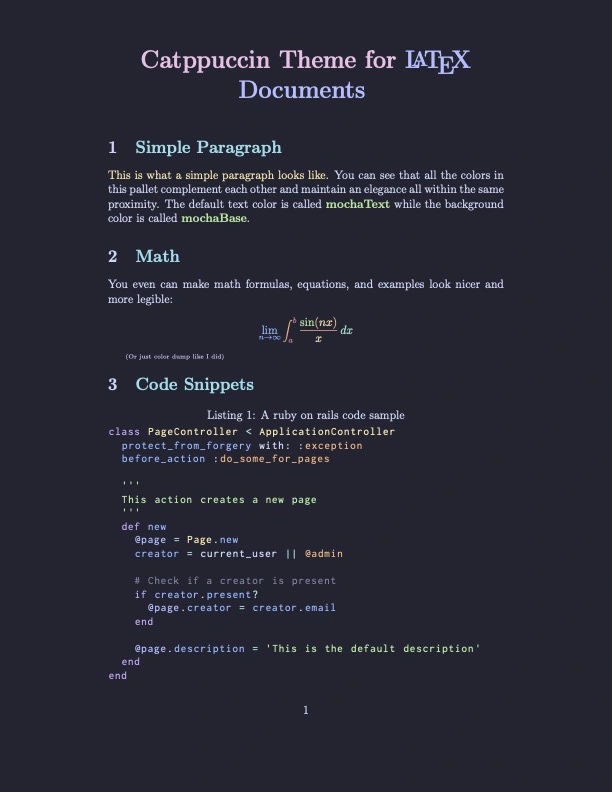 Catppuccin Theme for LATEX
Documents
1 Simple Paragraph
This is what a simple paragraph looks like. You can see that all the colors in
this pallet complement each other and maintain an elegance all within the same
proximity. The default text color is called mochaText while the background
color is called mochaBase.
2 Math
You even can make math formulas, equations, and examples look nicer and
more legible:
lim n→∞ ∫_a^b sin(nx)/x dx
(Or just color dump like I did)
3 Code Snippets
Listing 1: A ruby on rails code sample
class PageController < ApplicationController
  protect_from_forgery with: :exception
  before_action :do_some_for_pages

  '''
  This action creates a new page
  '''
  def new
    @page = Page.new
    creator = current_user || @admin

    # Check if a creator is present
    if creator.present?
      @page.creator = creator.email
    end

    @page.description = 'This is the default description'
  end
end
1